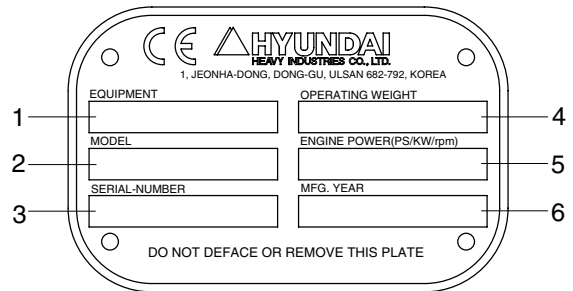 CE HYUNDAI
HEAVY INDUSTRIES CO., LTD.
1, JEONHA-DONG, DONG-GU, ULSAN 682-792, KOREA
EQUIPMENT OPERATING WEIGHT
1 4
MODEL ENGINE POWER(PS/KW/rpm)
2 5
SERIAL-NUMBER MFG. YEAR
3 6
DO NOT DEFACE OR REMOVE THIS PLATE